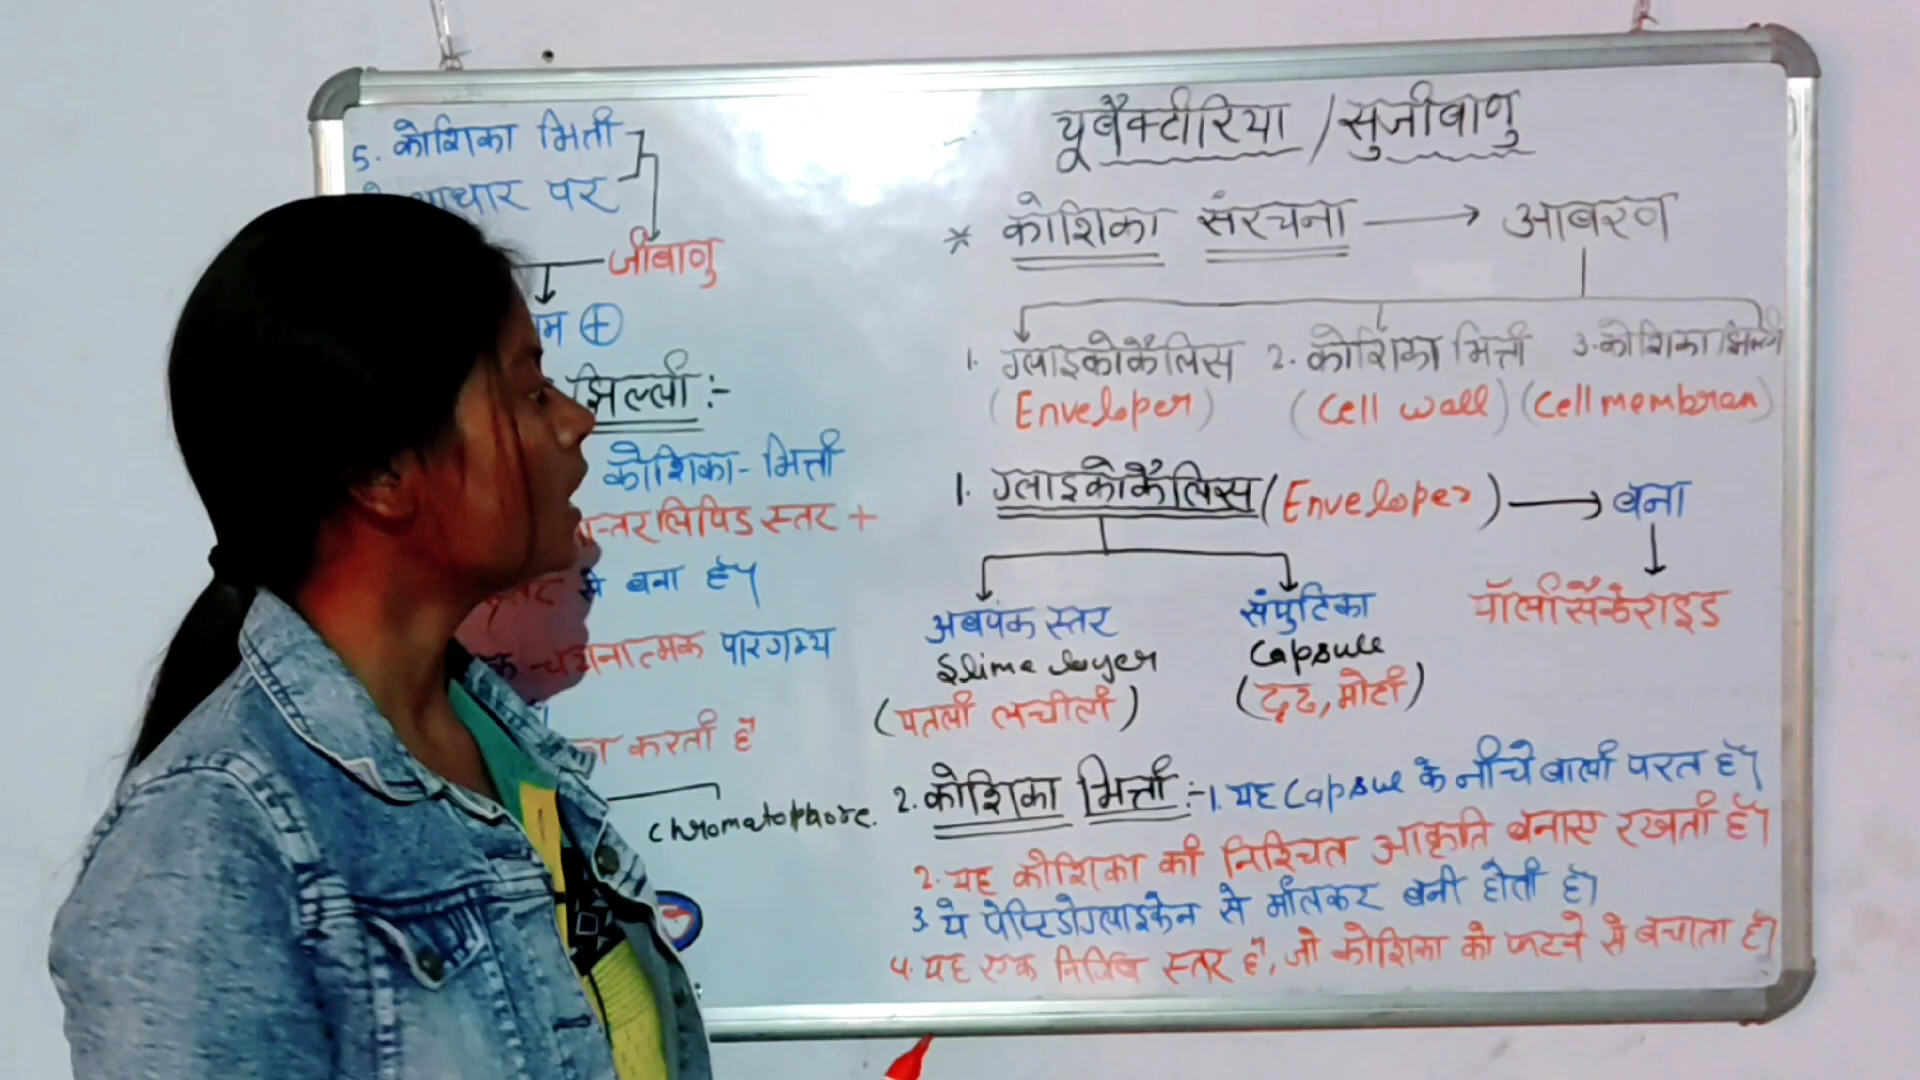 5. कोशिका भित्ती
आधार पर
जीवाणु
म ⊕
झिल्ली :-
कोशिका - भित्ती
लिपिड स्तर +
से बना है।
पारगम्य
करती है
chromatophore.
यूबैक्टीरिया / सुजीवाणु
* कोशिका संरचना → आवरण
1. ग्लाइकोकैलिस 2. कोशिका भित्ती 3. कोशिका झिल्ली
(Enveloper) (Cell wall) (Cell membran)
1. ग्लाइकोकैलिस (Enveloper) → बना
अवपंक स्तर संपुटिका पॉलीसैकेराइड
Slime layer Capsule
(पतली लचीली) (दृढ, मोटी)
2. कोशिका भित्ती :- 1. यह Capsue के नीचे वाली परत है।
2. यह कोशिका की निश्चित आकृति बनाए रखती है।
3. ये पेप्टिडोग्लाइकेन से मीलकर बनी होती है।
4. यह एक स्तर है, जो कोशिका को फटने से बचाता है।